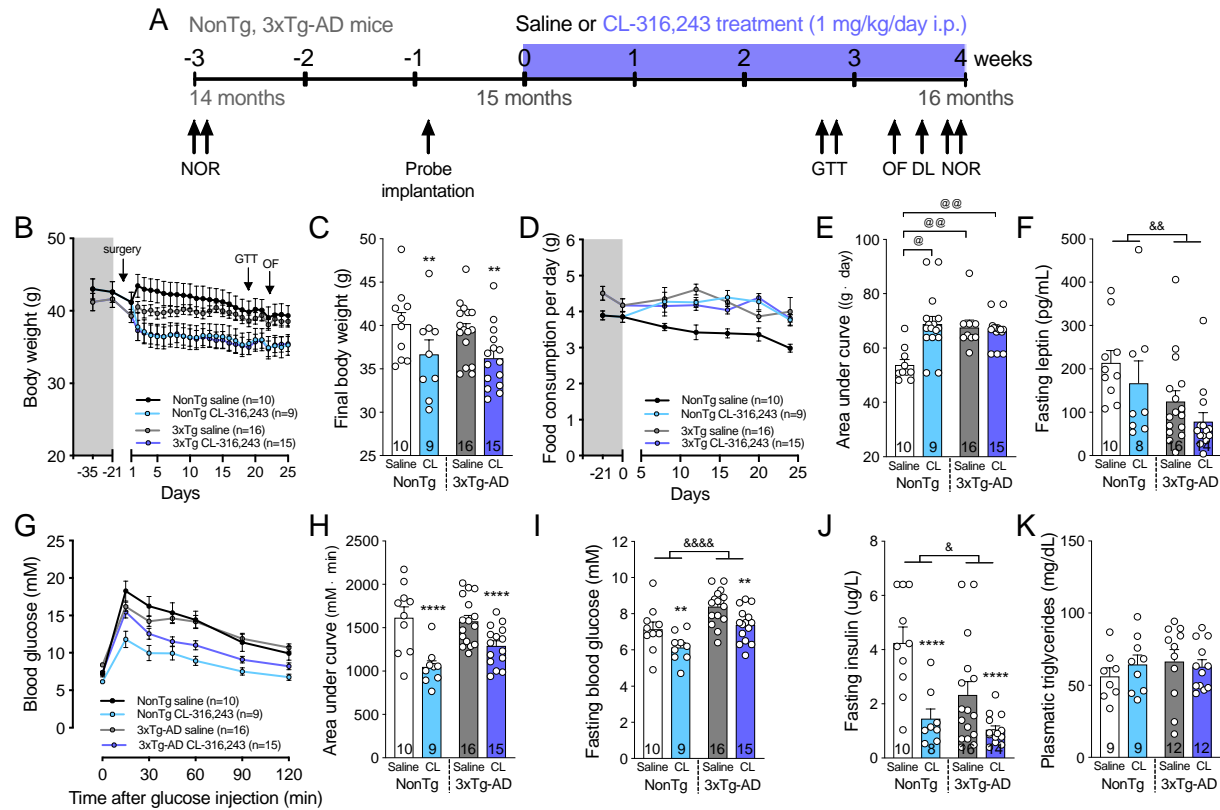 A
NonTg, 3xTg-AD mice
Saline or CL-316,243 treatment (1 mg/kg/day i.p.)
-3 -2 -1 0 1 2 3 4 weeks
14 months 15 months 16 months
NOR
Probe
implantation
GTT OF DL NOR
B
Body weight (g)
50
40
30
20
surgery
GTT
OF
NonTg saline (n=10)
NonTg CL-316,243 (n=9)
3xTg saline (n=16)
3xTg CL-316,243 (n=15)
-35 -21 1 5 10 15 20 25
Days
C
Final body weight (g)
50
45
40
35
30
25
** **
10 9 16 15
Saline CL Saline CL
NonTg 3xTg-AD
D
Food consumption per day (g)
6
5
4
3
2
1
0
NonTg saline (n=10)
NonTg CL-316,243 (n=9)
3xTg saline (n=16)
3xTg CL-316,243 (n=15)
-21 0 5 10 15 20 25
Days
E
Area under curve (g · day)
100
80
60
40
20
@@
@@
@
10 9 16 15
Saline CL Saline CL
NonTg 3xTg-AD
F
Fasting leptin (pg/mL)
500
400
300
200
100
0
&&
10 8 16 14
Saline CL Saline CL
NonTg 3xTg-AD
G
Blood glucose (mM)
25
20
15
10
5
0
NonTg saline (n=10)
NonTg CL-316,243 (n=9)
3xTg-AD saline (n=16)
3xTg-AD CL-316,243 (n=15)
0 30 60 90 120
Time after glucose injection (min)
H
Area under curve (mM · min)
2500
2000
1500
1000
500
0
**** ****
10 9 16 15
Saline CL Saline CL
NonTg 3xTg-AD
I
Fasting blood glucose (mM)
12
10
8
6
4
2
0
&&&&
** **
10 9 16 15
Saline CL Saline CL
NonTg 3xTg-AD
J
Fasting insulin (ug/L)
8
6
4
2
0
&
**** ****
10 8 16 14
Saline CL Saline CL
NonTg 3xTg-AD
K
Plasmatic triglycerides (mg/dL)
150
100
50
0
9 9 12 12
Saline CL Saline CL
NonTg 3xTg-AD